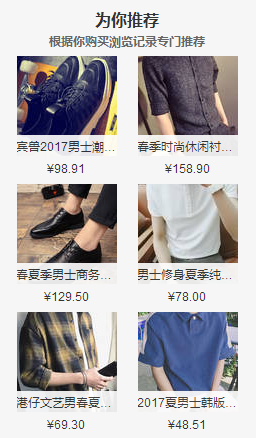 为你推荐
根据你购买浏览记录专门推荐
宾兽2017男士潮...
春季时尚休闲衬...
¥98.91
¥158.90
春夏季男士商务...
男士修身夏季纯...
¥129.50
¥78.00
港仔文艺男春夏...
2017夏男士韩版...
¥69.30
¥48.51